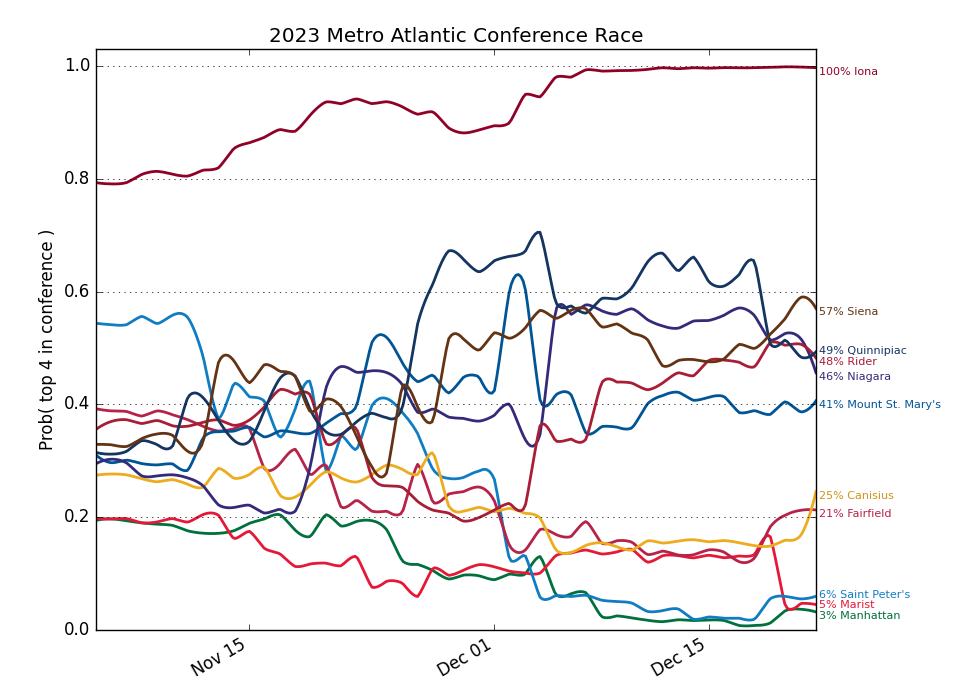 2023 Metro Atlantic Conference Race
Prob( top 4 in conference )
1.0
0.8
0.6
0.4
0.2
0.0
Nov 15
Dec 01
Dec 15
100% Iona
57% Siena
49% Quinnipiac
48% Rider
46% Niagara
41% Mount St. Mary's
25% Canisius
21% Fairfield
6% Saint Peter's
5% Marist
3% Manhattan